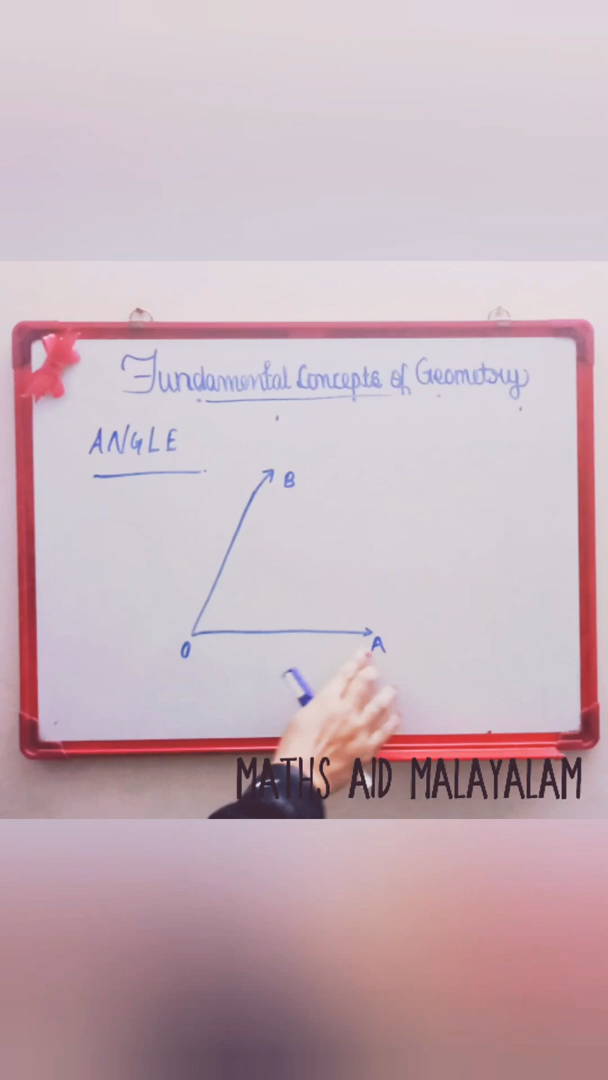 Fundamental Concepts of Geometry
ANGLE
B
O
A
MATHS AID MALAYALAM